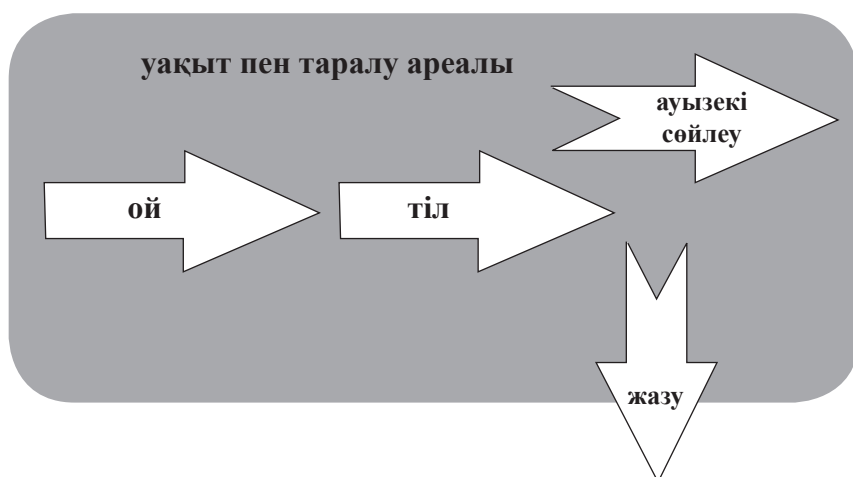 уақыт пен таралу ареалы
ауызекі
сөйлеу
ой
тіл
жазу